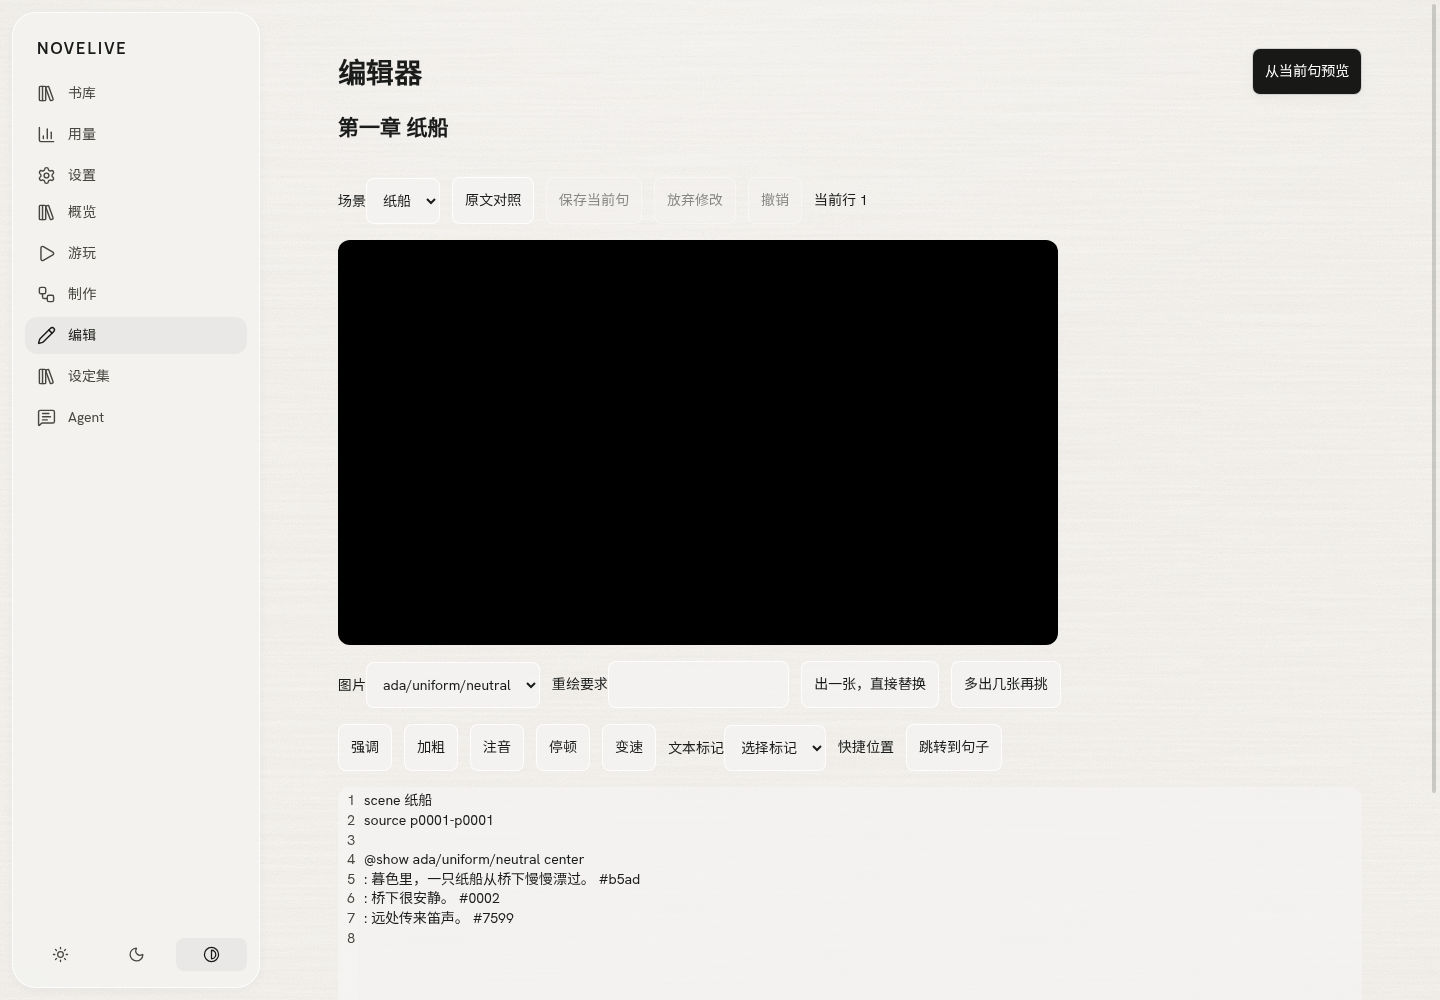 NOVELIVE
书库
用量
设置
概览
游玩
制作
编辑
设定集
Agent
编辑器
从当前句预览
第一章 纸船
场景 纸船 原文对照 保存当前句 放弃修改 撤销 当前行 1
图片 ada/uniform/neutral 重绘要求 出一张，直接替换 多出几张再挑
强调 加粗 注音 停顿 变速 文本标记 选择标记 快捷位置 跳转到句子
1 scene 纸船
2 source p0001-p0001
3
4 @show ada/uniform/neutral center
5 : 暮色里，一只纸船从桥下慢慢漂过。 #b5ad
6 : 桥下很安静。 #0002
7 : 远处传来笛声。 #7599
8